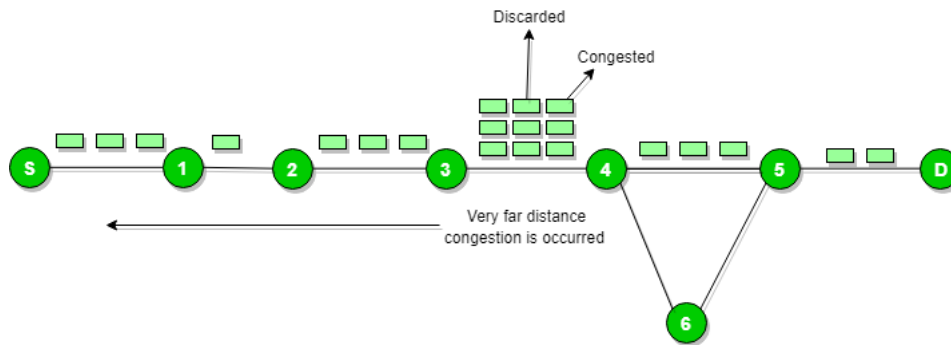 Discarded
Congested
S
1
2
3
4
5
D
Very far distance
congestion is occurred
6